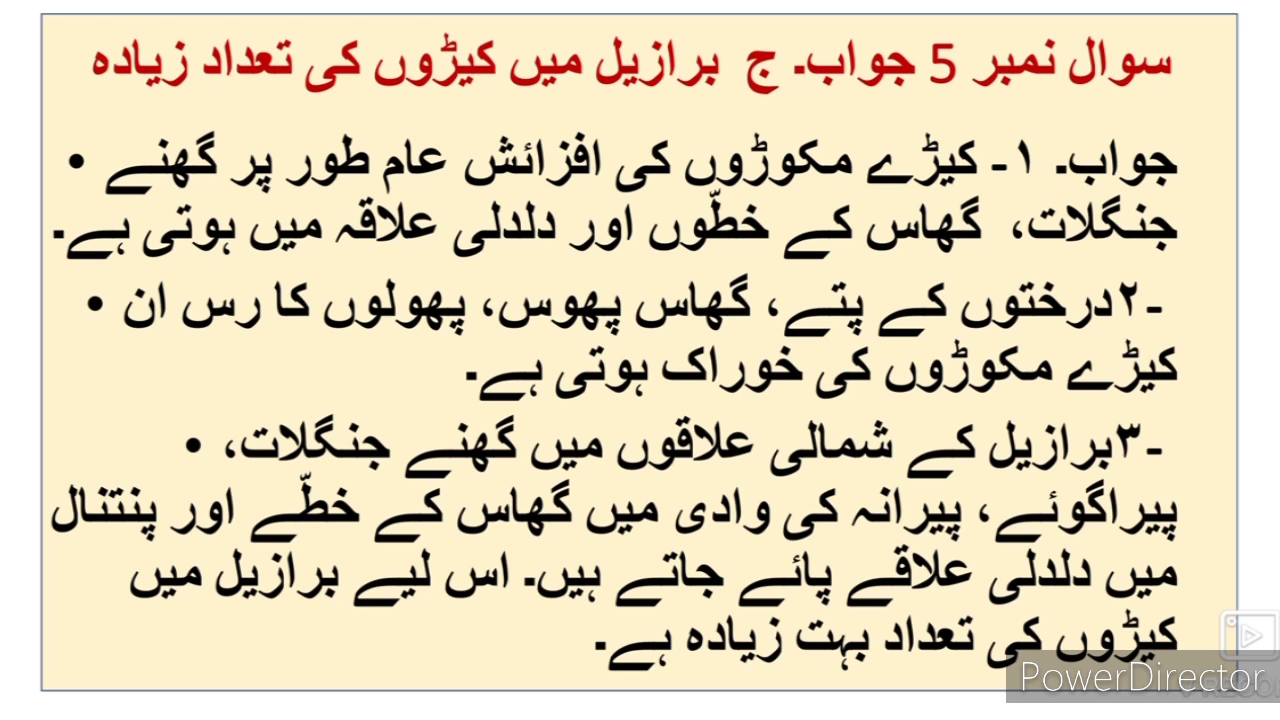 سوال نمبر 5 جواب۔ ج برازیل میں کیڑوں کی تعداد زیادہ
جواب۔ ۱۔ کیڑے مکوڑوں کی افزائش عام طور پر گھنے •
جنگلات، گھاس کے خطّوں اور دلدلی علاقہ میں ہوتی ہے۔
۔۲درختوں کے پتے، گھاس پھوس، پھولوں کا رس ان •
کیڑے مکوڑوں کی خوراک ہوتی ہے۔
۔۳برازیل کے شمالی علاقوں میں گھنے جنگلات، •
پیراگوئے، پیرانہ کی وادی میں گھاس کے خطّے اور پنتنال
میں دلدلی علاقے پائے جاتے ہیں۔ اس لیے برازیل میں
کیڑوں کی تعداد بہت زیادہ ہے۔
PowerDirector